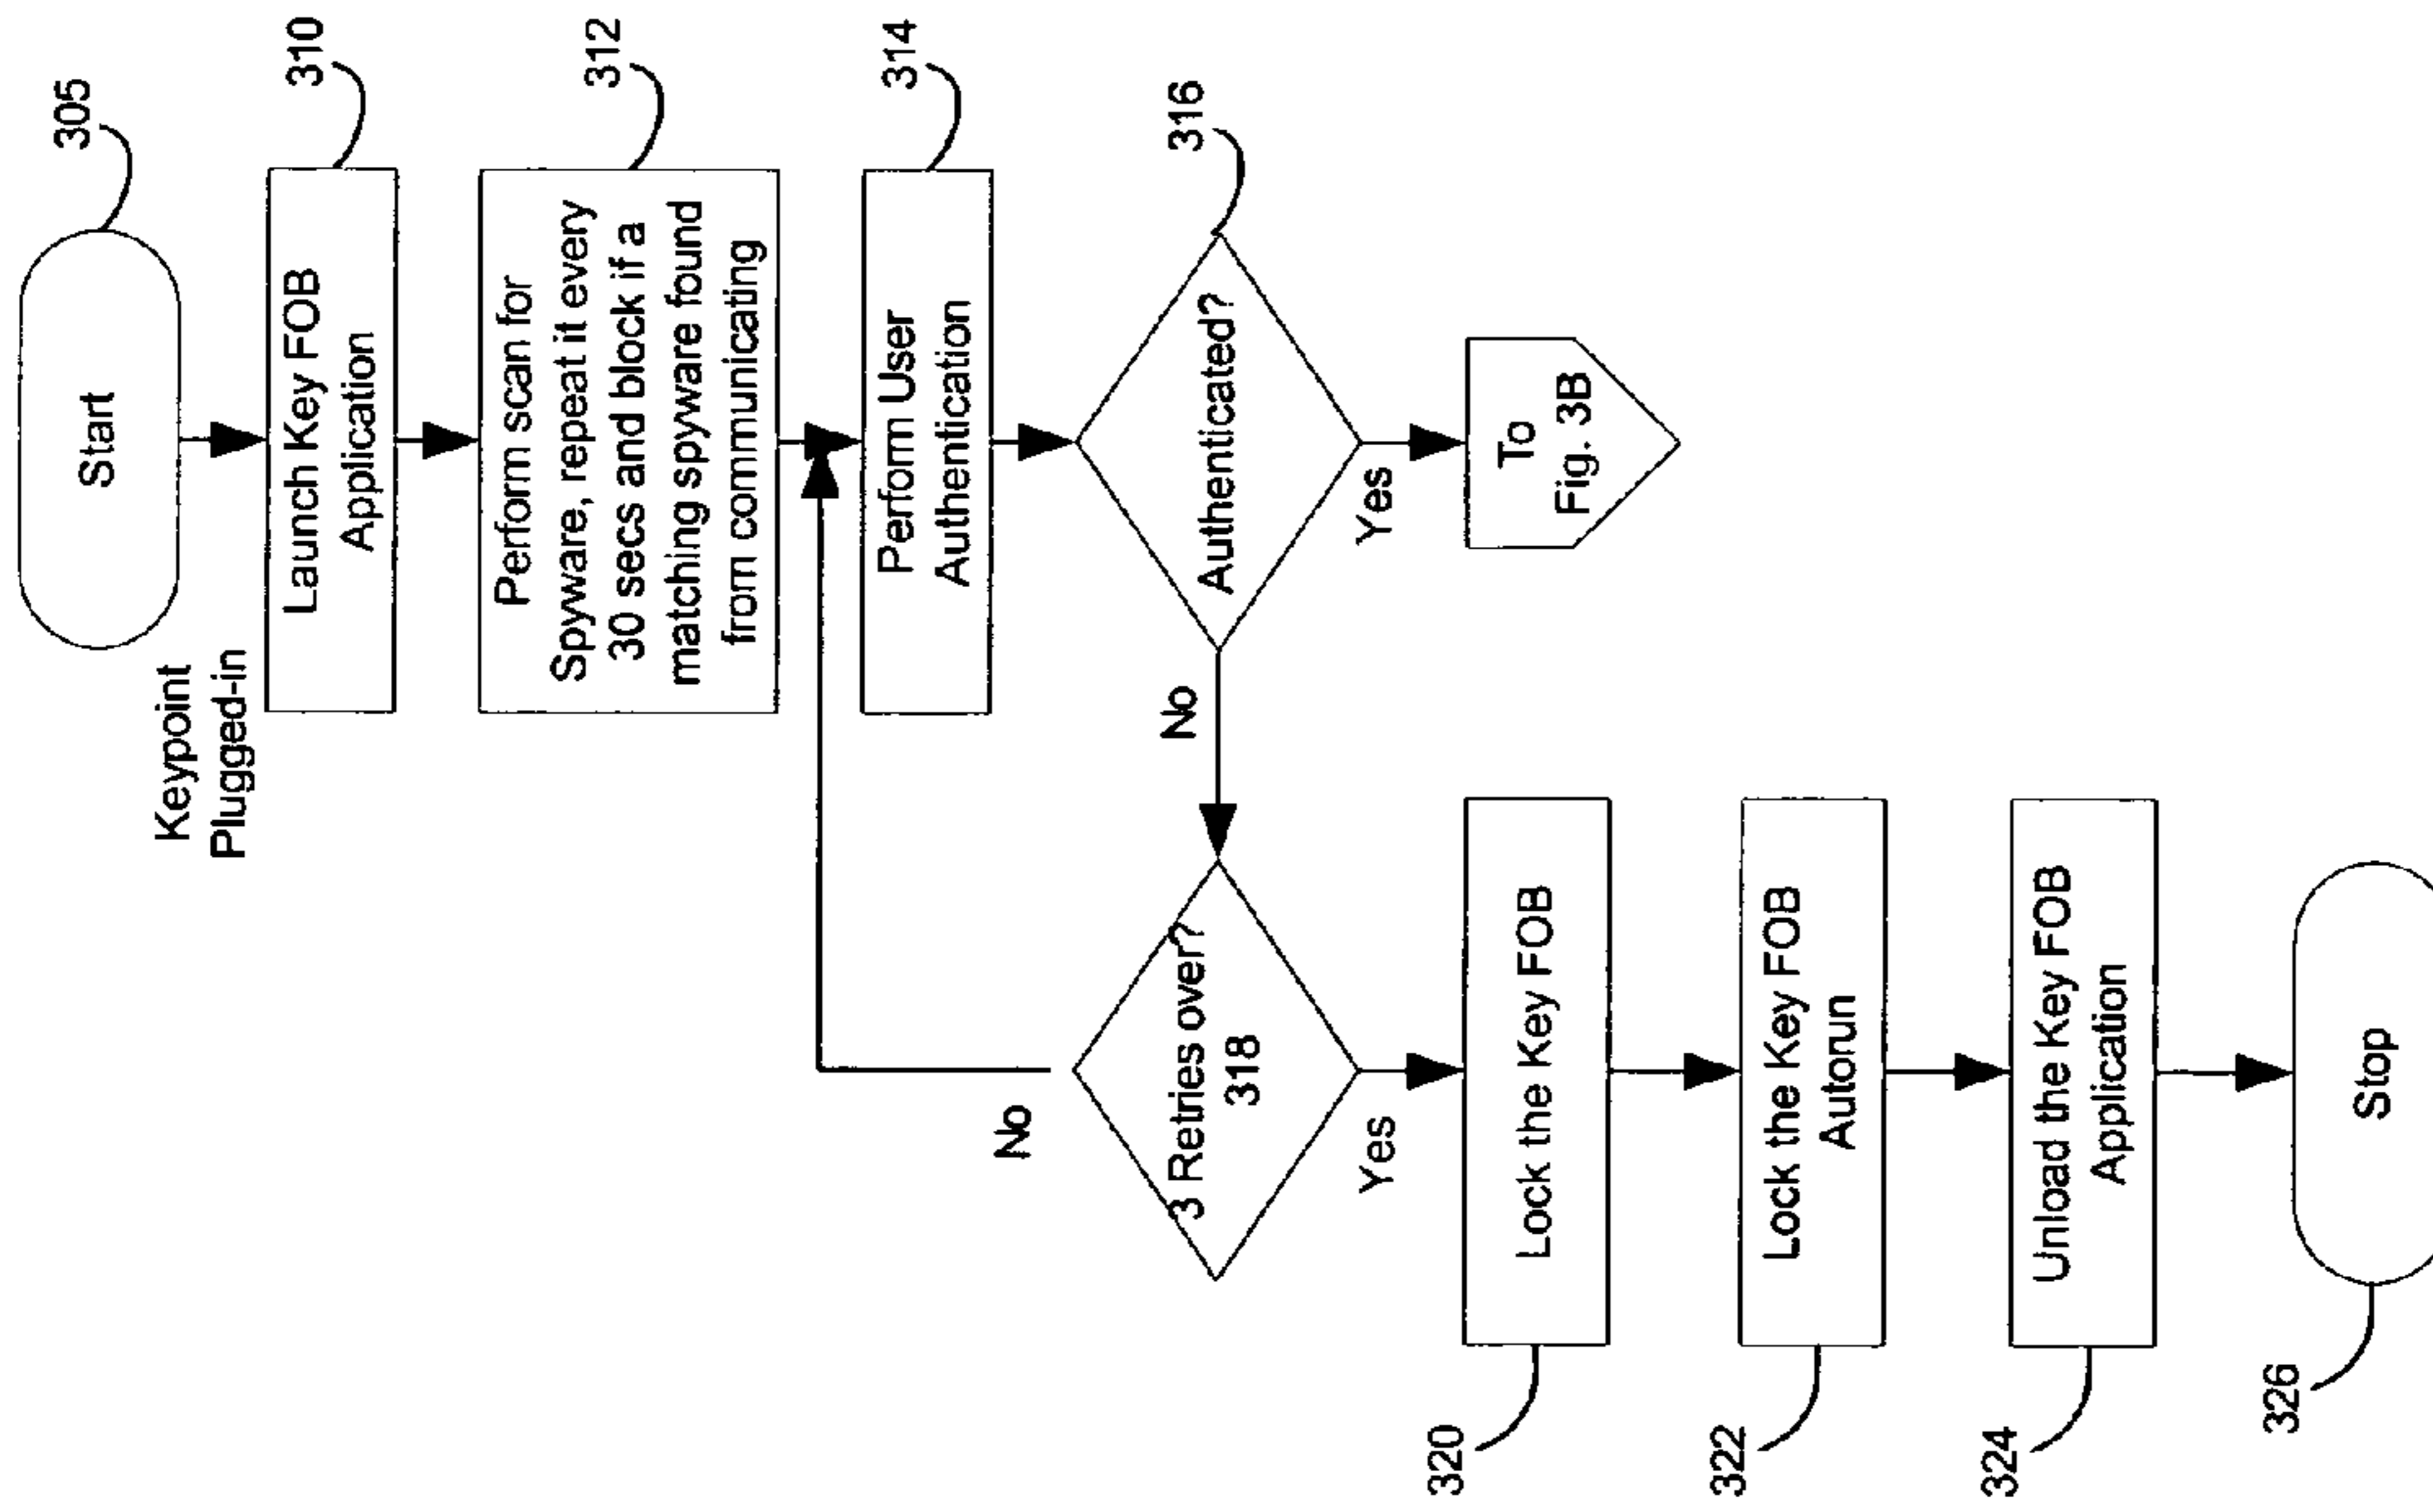 Start
305
Keypoint
Plugged-in
Launch Key FOB
Application
310
Perform scan for
Spyware, repeat it every
30 secs and block if a
matching spyware found
from communicating
312
Perform User
Authentication
314
Authenticated?
316
No
Yes
To
Fig. 3B
3 Retries over?
318
No
Yes
Lock the Key FOB
320
Lock the Key FOB
Autorun
322
Unload the Key FOB
Application
324
Stop
326